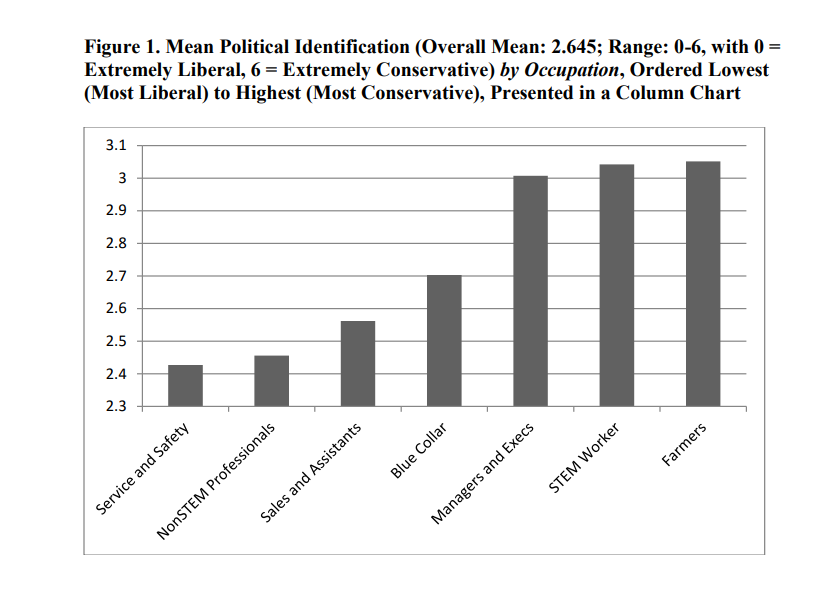 Figure 1. Mean Political Identification (Overall Mean: 2.645; Range: 0-6, with 0 =
Extremely Liberal, 6 = Extremely Conservative) by Occupation, Ordered Lowest
(Most Liberal) to Highest (Most Conservative), Presented in a Column Chart
3.1
3
2.9
2.8
2.7
2.6
2.5
2.4
2.3
Service and Safety
NonSTEM Professionals
Sales and Assistants
Blue Collar
Managers and Execs
STEM Worker
Farmers